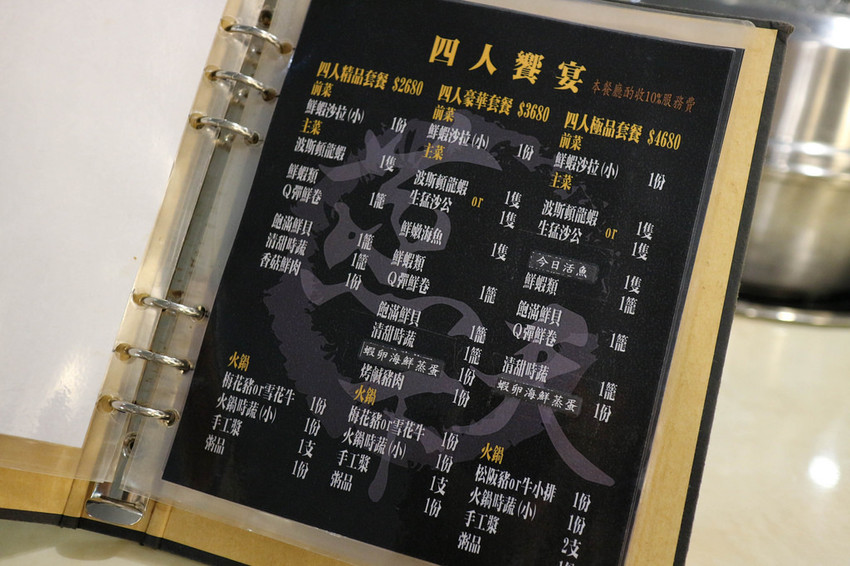 四人饗宴
本餐廳酌收10%服務費
四人精品套餐 $2680
前菜
鮮蝦沙拉(小) 1份
主菜
波斯頓龍蝦 1隻
鮮蝦類
Q彈鮮卷 1籠
飽滿鮮貝 1籠
清甜時蔬 1籠
香菇鮮肉 1份
火鍋
梅花豬or雪花牛 1份
火鍋時蔬(小) 1份
手工漿 1支
粥品 1份
四人豪華套餐 $3680
前菜
鮮蝦沙拉(小) 1份
主菜
波斯頓龍蝦 or 1隻
生猛沙公 1隻
鮮嫩海魚 1隻
鮮蝦類
Q彈鮮卷 1籠
飽滿鮮貝 1籠
清甜時蔬 1籠
蝦卵海鮮蒸蛋
烤鹹豬肉 1份
火鍋
梅花豬or雪花牛 1份
火鍋時蔬(小) 1份
手工漿 1支
粥品 1份
四人極品套餐 $4680
前菜
鮮蝦沙拉(小) 1份
主菜
波斯頓龍蝦 or 1隻
生猛沙公 1隻
今日活魚 1隻
鮮蝦類 1籠
飽滿鮮貝
Q彈鮮卷 1籠
清甜時蔬 1籠
蝦卵海鮮蒸蛋 1份
火鍋
松阪豬or牛小排 1份
火鍋時蔬(小) 1份
手工漿 2支
粥品